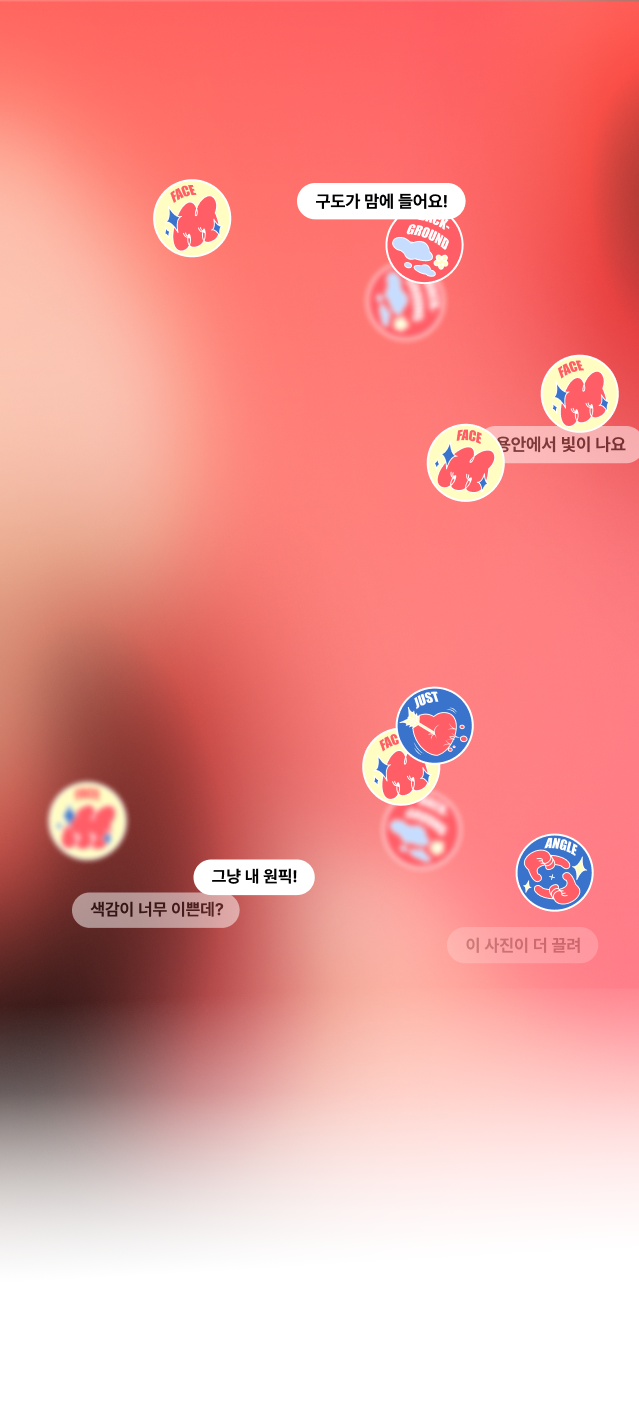 FACE
구도가 맘에 들어요!
GROUND
FACE
용안에서 빛이 나요
FACE
JUST
ANGLE
그냥 내 원픽!
색감이 너무 이쁜데?
이 사진이 더 끌려